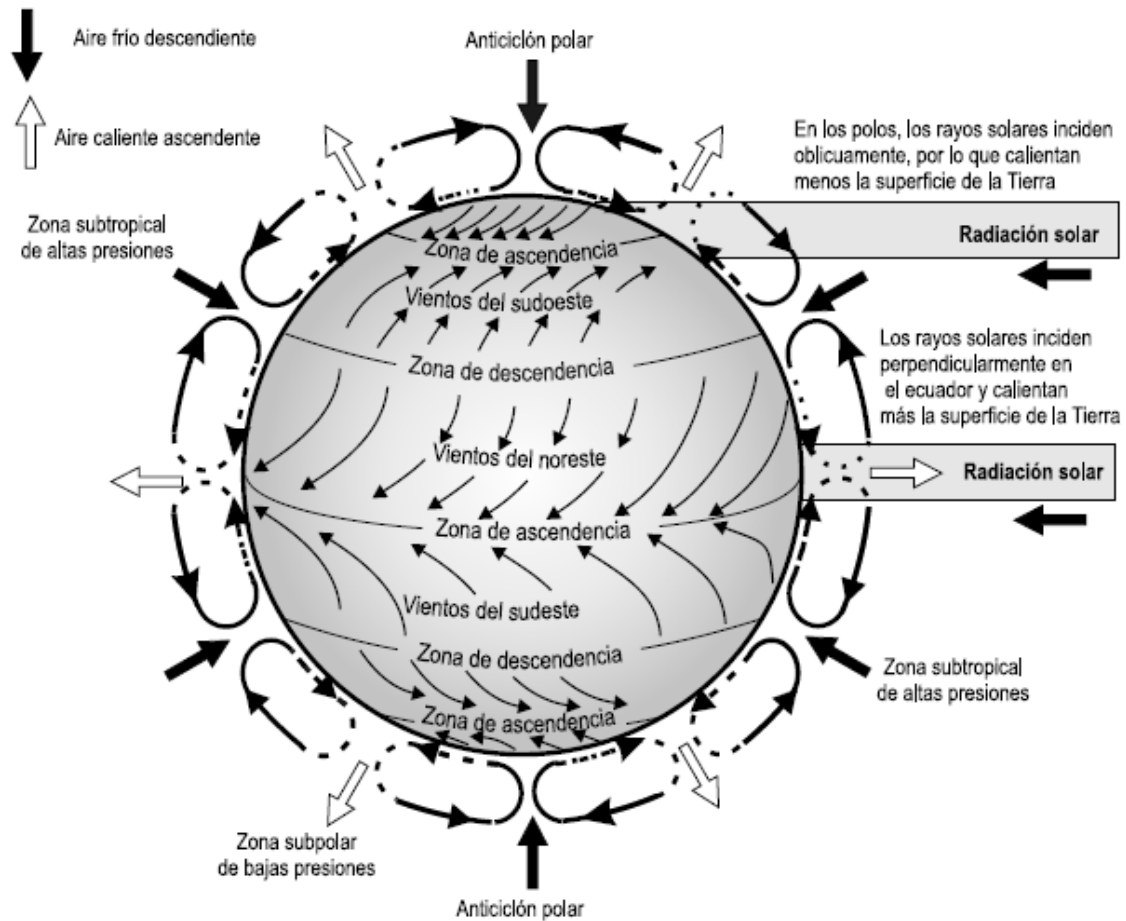 Aire frío descendiente
Anticiclón polar
Aire caliente ascendente
En los polos, los rayos solares inciden
oblicuamente, por lo que calientan
menos la superficie de la Tierra
Zona subtropical
de altas presiones
Radiación solar
Zona de ascendencia
Vientos del sudoeste
Los rayos solares inciden
perpendicularmente en
el ecuador y calientan
más la superficie de la Tierra
Zona de descendencia
Vientos del noreste
Radiación solar
Zona de ascendencia
Vientos del sudeste
Zona de descendencia
Zona subtropical
de altas presiones
Zona de ascendencia
Zona subpolar
de bajas presiones
Anticiclón polar